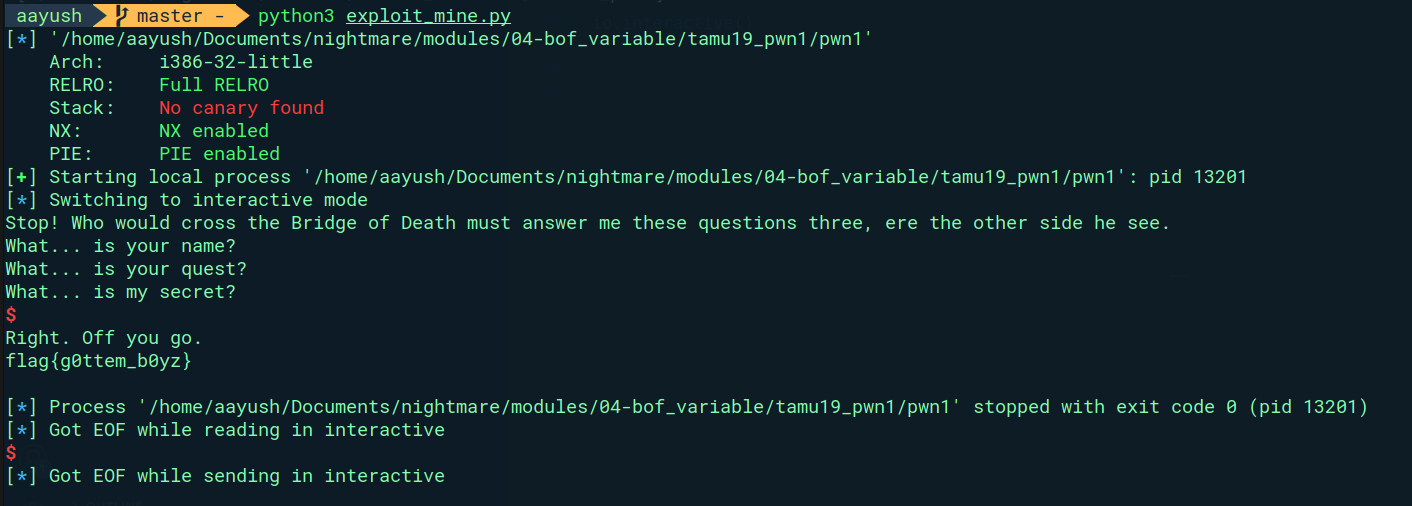 aayush master - python3 exploit_mine.py
[*] '/home/aayush/Documents/nightmare/modules/04-bof_variable/tamu19_pwn1/pwn1'
    Arch:     i386-32-little
    RELRO:    Full RELRO
    Stack:    No canary found
    NX:       NX enabled
    PIE:      PIE enabled
[+] Starting local process '/home/aayush/Documents/nightmare/modules/04-bof_variable/tamu19_pwn1/pwn1': pid 13201
[*] Switching to interactive mode
Stop! Who would cross the Bridge of Death must answer me these questions three, ere the other side he see.
What... is your name?
What... is your quest?
What... is my secret?
$
Right. Off you go.
flag{g0ttem_b0yz}
[*] Process '/home/aayush/Documents/nightmare/modules/04-bof_variable/tamu19_pwn1/pwn1' stopped with exit code 0 (pid 13201)
[*] Got EOF while reading in interactive
$
[*] Got EOF while sending in interactive